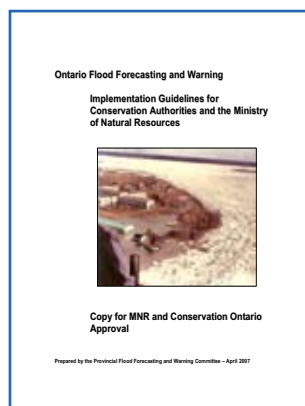 Ontario Flood Forecasting and Warning
Implementation Guidelines for
Conservation Authorities and the Ministry
of Natural Resources
Copy for MNR and Conservation Ontario
Approval
Prepared by the Provincial Flood Forecasting and Warning Committee – April 2007